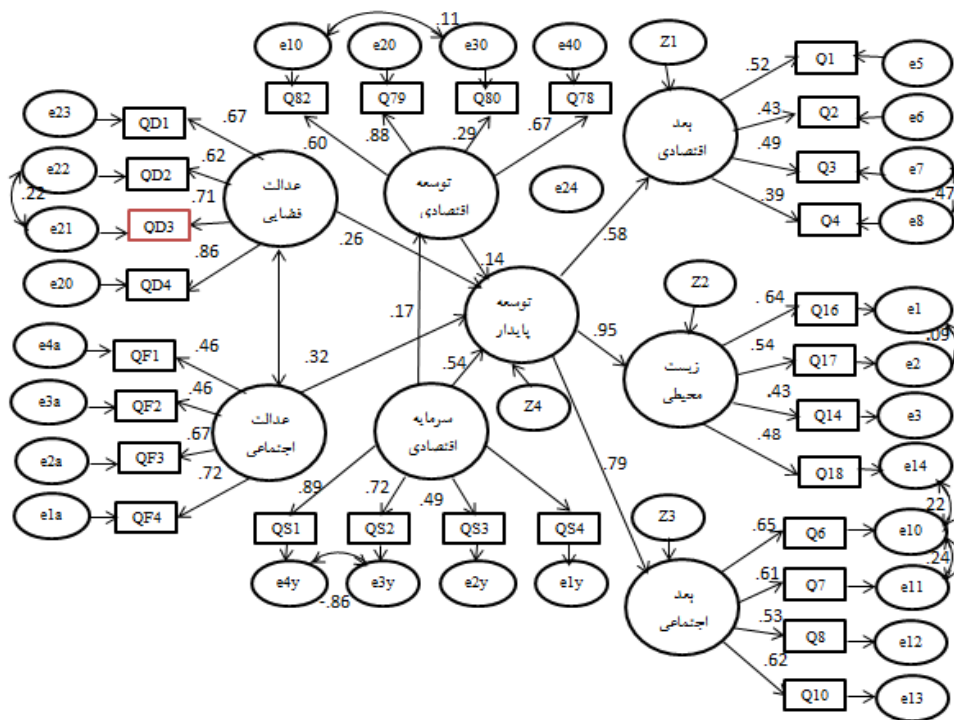 .11
e10
e20
e30
e40
Z1
Q82
Q79
Q80
Q78
.60
.88
.29
.67
توسعه
اقتصادی
e24
بعد
اقتصادی
.52
.43
.49
.39
Q1
Q2
Q3
Q4
e5
e6
e7
e8
.47
e23
e22
e21
e20
.22
QD1
QD2
QD3
QD4
.67
.62
.71
.86
عدالت
فضایی
.26
.14
.58
.17
توسعه
پایدار
.95
Z2
زیست
محیطی
. 64
.54
.43
.48
Q16
Q17
Q14
Q18
e1
e2
e3
e14
.09
.22
e4a
e3a
e2a
e1a
QF1
QF2
QF3
QF4
.46
.46
.67
.72
عدالت
اجتماعی
.32
.54
سرمایه
اقتصادی
Z4
.79
.89
.72
.49
QS1
QS2
QS3
QS4
e4y
e3y
e2y
e1y
-.86
Z3
بعد
اجتماعی
.65
.61
.53
.62
Q6
Q7
Q8
Q10
e10
e11
e12
e13
.24